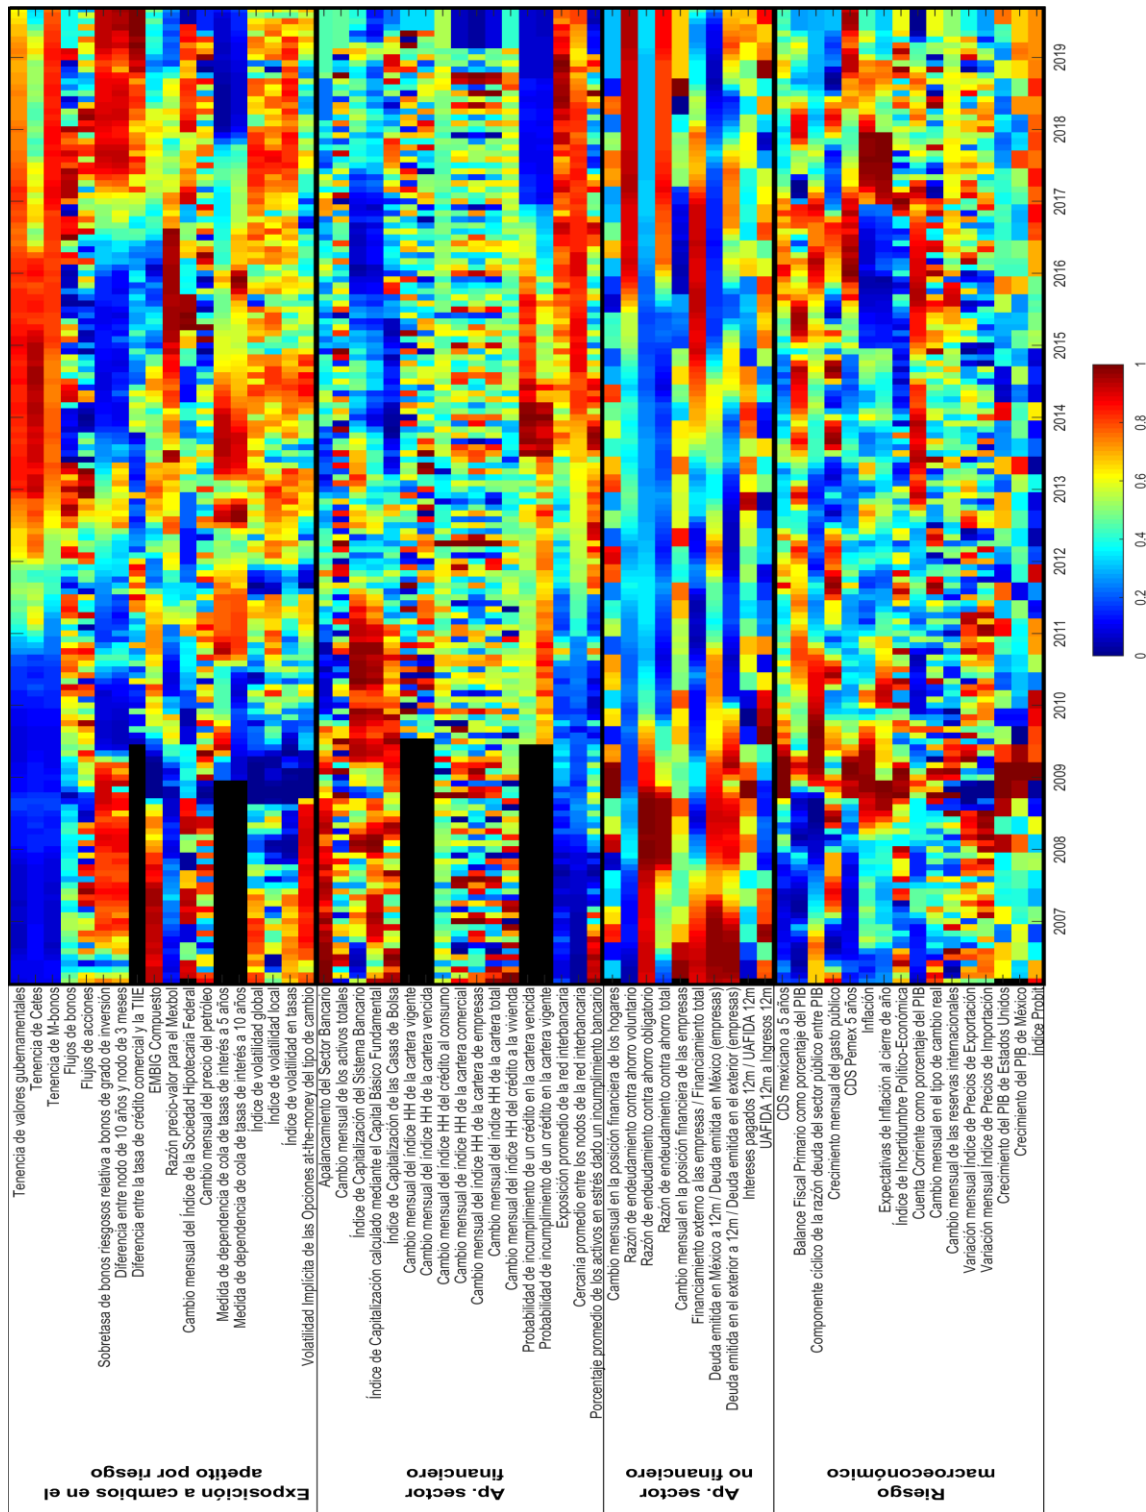 Exposición a cambios en el
apetito por riesgo
Tenencia de valores gubernamentales
Tenencia de Cetes
Tenencia de M-bonos
Flujos de bonos
Flujos de acciones
Sobretasa de bonos riesgosos relativa a bonos de grado de inversión
Diferencia entre nodo de 10 años y nodo de 3 meses
Diferencia entre la tasa de crédito comercial y la TIIE
EMBIG Compuesto
Razón precio-valor para el Mexbol
Cambio mensual del Índice de la Sociedad Hipotecaria Federal
Cambio mensual del precio del petróleo
Medida de dependencia de cola de tasas de interés a 5 años
Medida de dependencia de cola de tasas de interés a 10 años
Índice de volatilidad global
Índice de volatilidad local
Índice de volatilidad en tasas
Volatilidad Implícita de las Opciones at-the-money del tipo de cambio
Ap. sector
financiero
Apalancamiento del Sector Bancario
Cambio mensual de los activos totales
Índice de Capitalización del Sistema Bancario
Índice de Capitalización calculado mediante el Capital Básico Fundamental
Índice de Capitalización de las Casas de Bolsa
Cambio mensual del índice HH de la cartera vigente
Cambio mensual del índice HH de la cartera vencida
Cambio mensual del índice HH del crédito al consumo
Cambio mensual de índice HH de la cartera comercial
Cambio mensual del índice HH de la cartera de empresas
Cambio mensual del índice HH de la cartera total
Cambio mensual del índice HH del crédito a la vivienda
Probabilidad de incumplimiento de un crédito en la cartera vencida
Probabilidad de incumplimiento de un crédito en la cartera vigente
Exposición promedio de la red interbancaria
Cercanía promedio entre los nodos de la red interbancaria
Porcentaje promedio de los activos en estrés dado un incumplimiento bancario
Ap. sector
no financiero
Cambio mensual en la posición financiera de los hogares
Razón de endeudamiento contra ahorro voluntario
Razón de endeudamiento contra ahorro obligatorio
Razón de endeudamiento contra ahorro total
Cambio mensual en la posición financiera de las empresas
Financiamiento externo a las empresas / Financiamiento total
Deuda emitida en México a 12m / Deuda emitida en México (empresas)
Deuda emitida en el exterior a 12m / Deuda emitida en el exterior (empresas)
Intereses pagados 12m / UAFIDA 12m
UAFIDA 12m a Ingresos 12m
Riesgo
macroeconómico
CDS mexicano a 5 años
Balance Fiscal Primario como porcentaje del PIB
Componente cíclico de la razón deuda del sector público entre PIB
Crecimiento mensual del gasto público
CDS Pemex 5 años
Inflación
Expectativas de Inflación al cierre de año
Índice de Incertidumbre Político-Económica
Cuenta Corriente como porcentaje del PIB
Cambio mensual en el tipo de cambio real
Cambio mensual de las reservas internacionales
Variación mensual Índice de Precios de Exportación
Variación mensual Índice de Precios de Importación
Crecimiento del PIB de Estados Unidos
Crecimiento del PIB de México
Índice Probit
2007
2008
2009
2010
2011
2012
2013
2014
2015
2016
2017
2018
2019
0
0.2
0.4
0.6
0.8
1